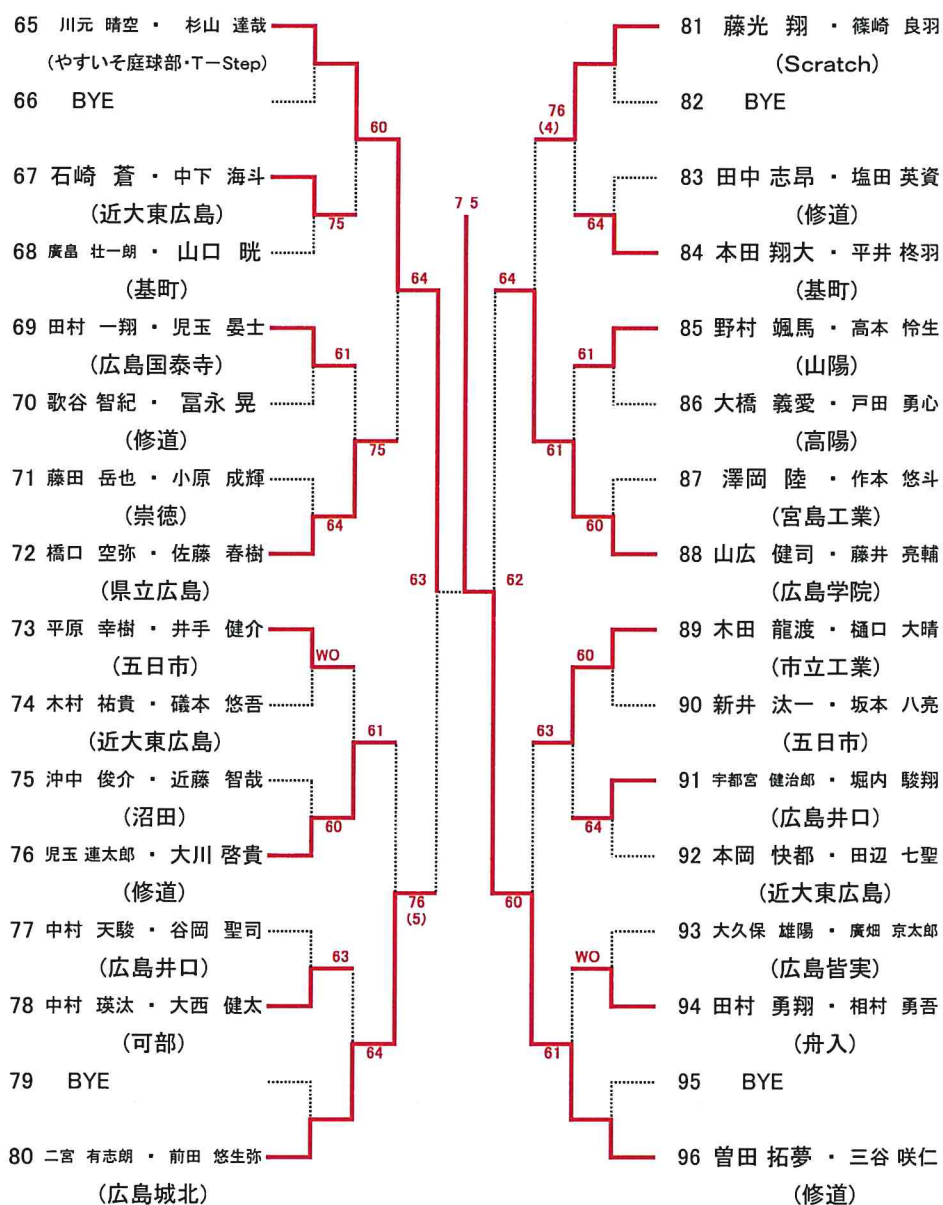 65 川元 晴空 ・ 杉山 達哉
(やすいそ庭球部・T－Step)
66 BYE
60
67 石崎 蒼 ・ 中下 海斗
(近大東広島)
75
68 廣畠 壮一朗 ・ 山口 晄
(基町)
64
69 田村 一翔 ・ 児玉 晏士
(広島国泰寺)
61
70 歌谷 智紀 ・ 冨永 晃
(修道)
75
71 藤田 岳也 ・ 小原 成輝
(崇徳)
64
72 橋口 空弥 ・ 佐藤 春樹
(県立広島)
63
73 平原 幸樹 ・ 井手 健介
(五日市)
WO
74 木村 祐貴 ・ 礒本 悠吾
(近大東広島)
61
75 沖中 俊介 ・ 近藤 智哉
(沼田)
60
76 児玉 連太郎 ・ 大川 啓貴
(修道)
76
(5)
77 中村 天駿 ・ 谷岡 聖司
(広島井口)
63
78 中村 瑛汰 ・ 大西 健太
(可部)
64
79 BYE
80 二宮 有志朗 ・ 前田 悠生弥
(広島城北)
7 5
81 藤光 翔 ・ 篠崎 良羽
(Scratch)
82 BYE
76
(4)
83 田中 志昂 ・ 塩田 英資
(修道)
64
84 本田 翔大 ・ 平井 柊羽
(基町)
64
85 野村 颯馬 ・ 高本 怜生
(山陽)
61
86 大橋 義愛 ・ 戸田 勇心
(高陽)
61
87 澤岡 陸 ・ 作本 悠斗
(宮島工業)
60
88 山広 健司 ・ 藤井 亮輔
(広島学院)
62
89 木田 龍渡 ・ 樋口 大晴
(市立工業)
60
90 新井 汰一 ・ 坂本 八亮
(五日市)
63
91 宇都宮 健治郎 ・ 堀内 駿翔
(広島井口)
64
92 本岡 快都 ・ 田辺 七聖
(近大東広島)
60
93 大久保 雄陽 ・ 廣畑 京太郎
(広島皆実)
WO
94 田村 勇翔 ・ 相村 勇吾
(舟入)
61
95 BYE
96 曽田 拓夢 ・ 三谷 咲仁
(修道)